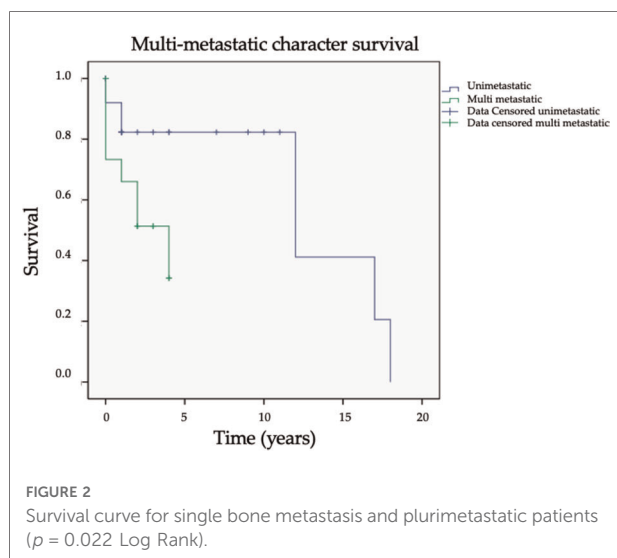 Multi-metastatic character survival
1.0
0.8
0.6
0.4
0.2
0.0
Survival
0 5 10 15 20
Time (years)
Unimetastatic
Multi metastatic
Data Censored unimetastatic
Data censored multi metastatic
FIGURE 2
Survival curve for single bone metastasis and plurimetastatic patients
(p = 0.022 Log Rank).